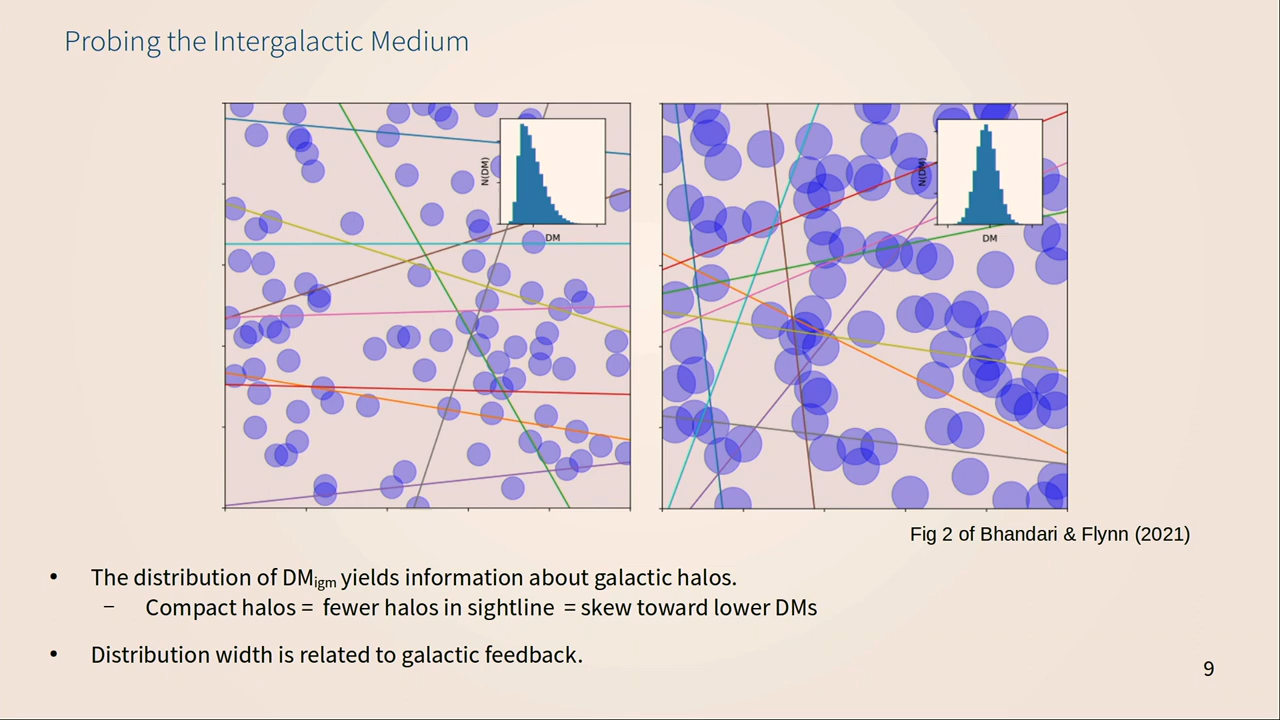 Probing the Intergalactic Medium
N(DM)
DM
N(DM)
DM
Fig 2 of Bhandari & Flynn (2021)
• The distribution of DMigm yields information about galactic halos.
– Compact halos = fewer halos in sightline = skew toward lower DMs
• Distribution width is related to galactic feedback.
9